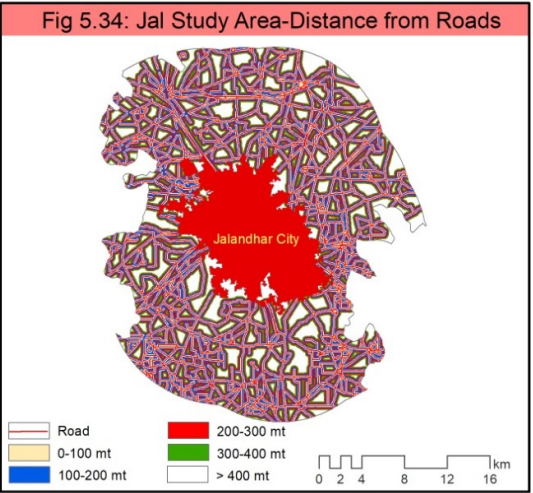 Fig 5.34: Jal Study Area-Distance from Roads
Jalandhar City
Road
0-100 mt
100-200 mt
200-300 mt
300-400 mt
> 400 mt
km
0 2 4 8 12 16